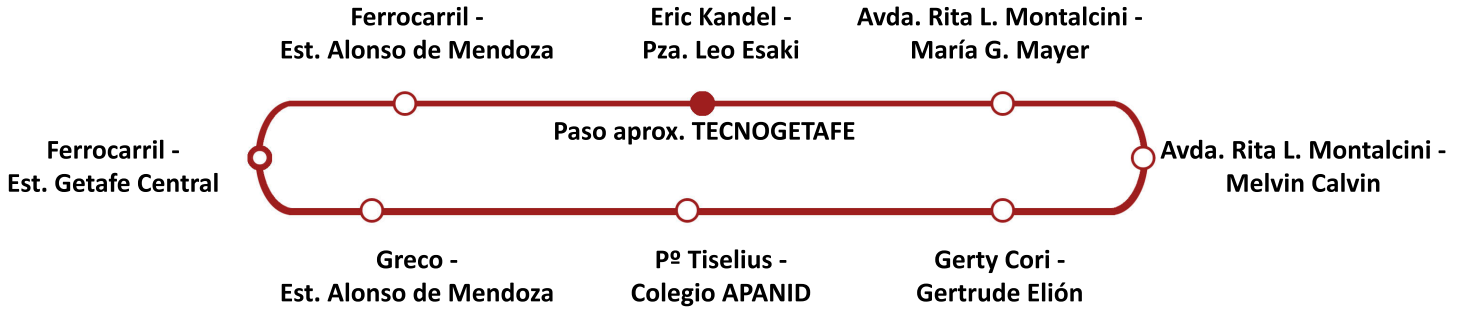 Ferrocarril -
Est. Alonso de Mendoza
Eric Kandel -
Pza. Leo Esaki
Avda. Rita L. Montalcini -
María G. Mayer
Paso aprox. TECNOGETAFE
Ferrocarril -
Est. Getafe Central
Avda. Rita L. Montalcini -
Melvin Calvin
Greco -
Est. Alonso de Mendoza
Pº Tiselius -
Colegio APANID
Gerty Cori -
Gertrude Elión